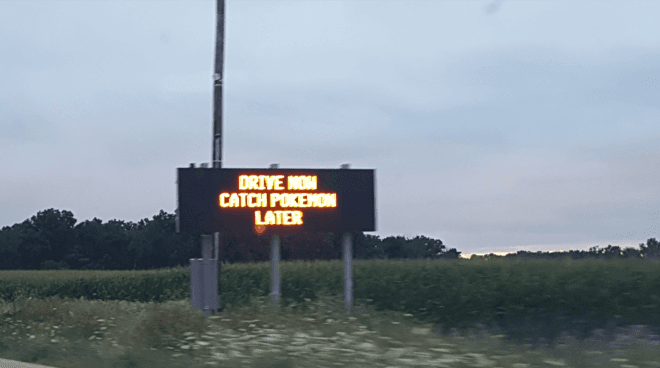 DRIVE NOW
CATCH POKEMON
LATER